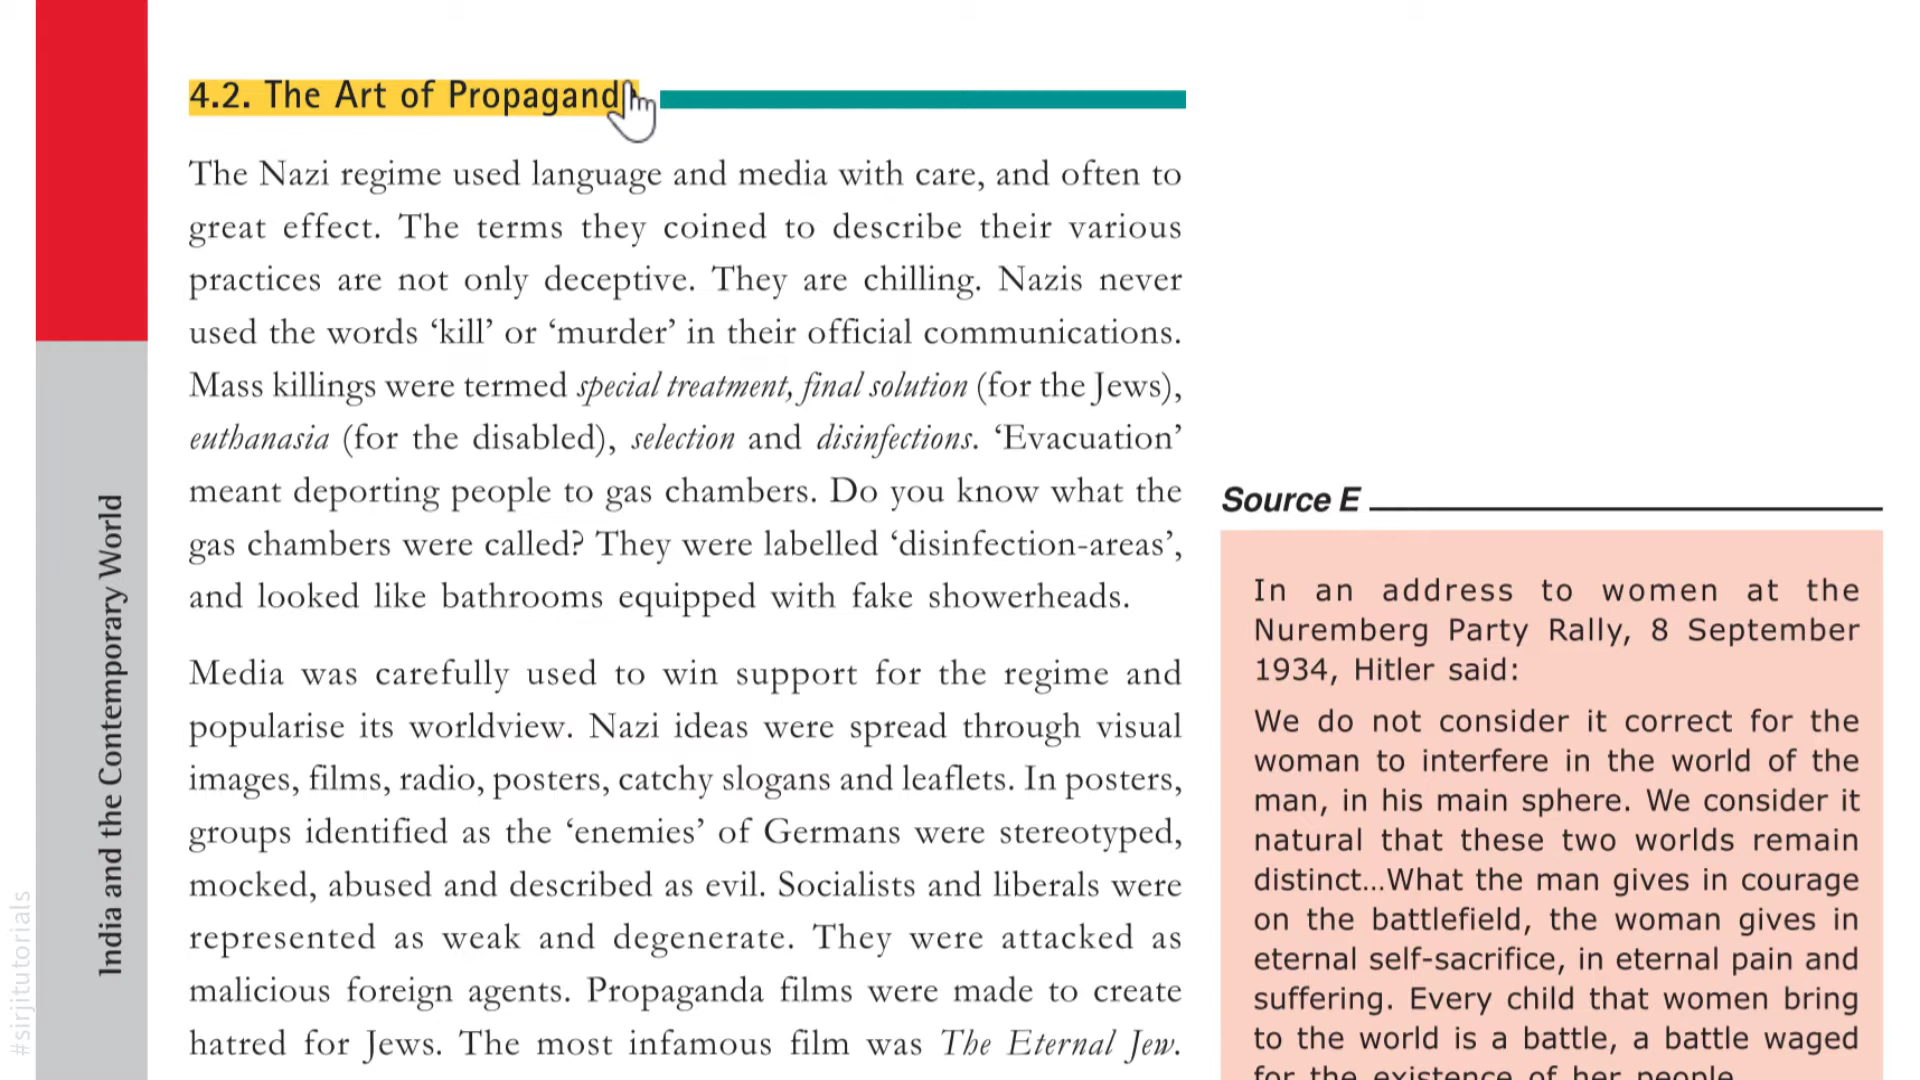 4.2. The Art of Propagand
The Nazi regime used language and media with care, and often to
great effect. The terms they coined to describe their various
practices are not only deceptive. They are chilling. Nazis never
used the words ‘kill’ or ‘murder’ in their official communications.
Mass killings were termed special treatment, final solution (for the Jews),
euthanasia (for the disabled), selection and disinfections. ‘Evacuation’
meant deporting people to gas chambers. Do you know what the
gas chambers were called? They were labelled ‘disinfection-areas’,
and looked like bathrooms equipped with fake showerheads.
Media was carefully used to win support for the regime and
popularise its worldview. Nazi ideas were spread through visual
images, films, radio, posters, catchy slogans and leaflets. In posters,
groups identified as the ‘enemies’ of Germans were stereotyped,
mocked, abused and described as evil. Socialists and liberals were
represented as weak and degenerate. They were attacked as
malicious foreign agents. Propaganda films were made to create
hatred for Jews. The most infamous film was The Eternal Jew.
Source E
In an address to women at the
Nuremberg Party Rally, 8 September
1934, Hitler said:
We do not consider it correct for the
woman to interfere in the world of the
man, in his main sphere. We consider it
natural that these two worlds remain
distinct...What the man gives in courage
on the battlefield, the woman gives in
eternal self-sacrifice, in eternal pain and
suffering. Every child that women bring
to the world is a battle, a battle waged
for the existence of her people.
India and the Contemporary World
#sirjitutorials